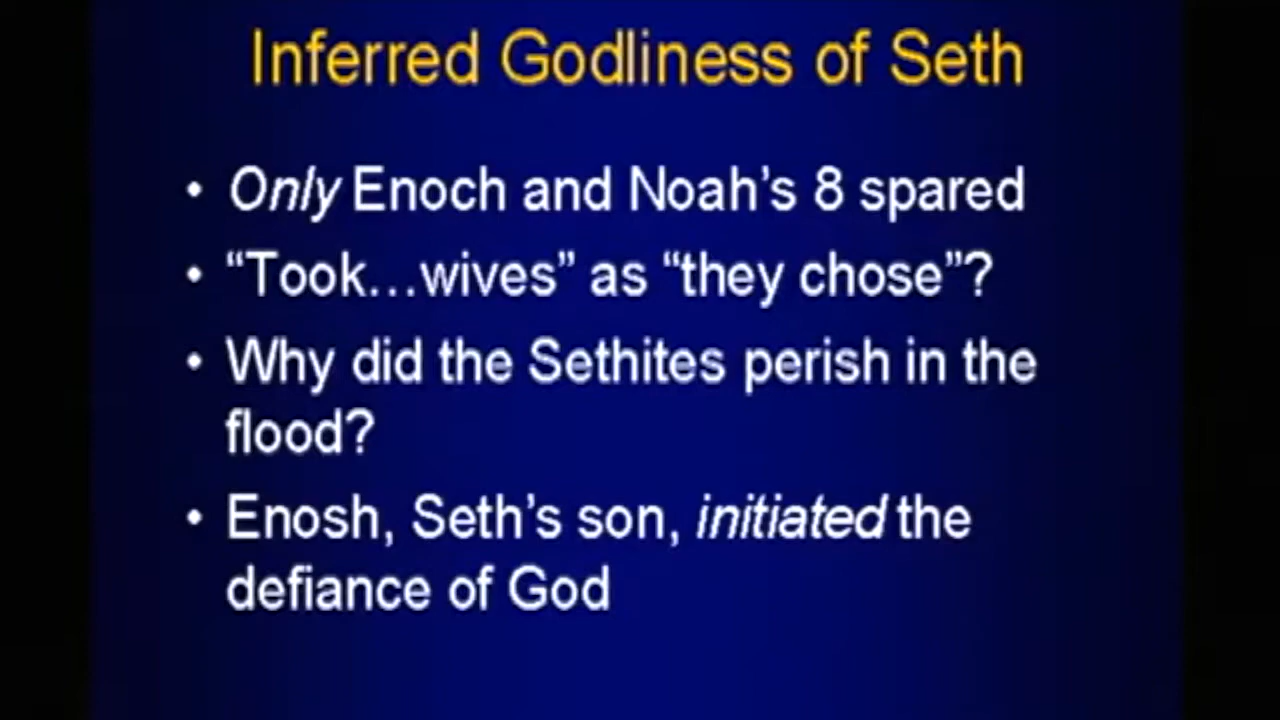 Inferred Godliness of Seth
• Only Enoch and Noah’s 8 spared
• “Took…wives” as “they chose”?
• Why did the Sethites perish in the
flood?
• Enosh, Seth’s son, initiated the
defiance of God